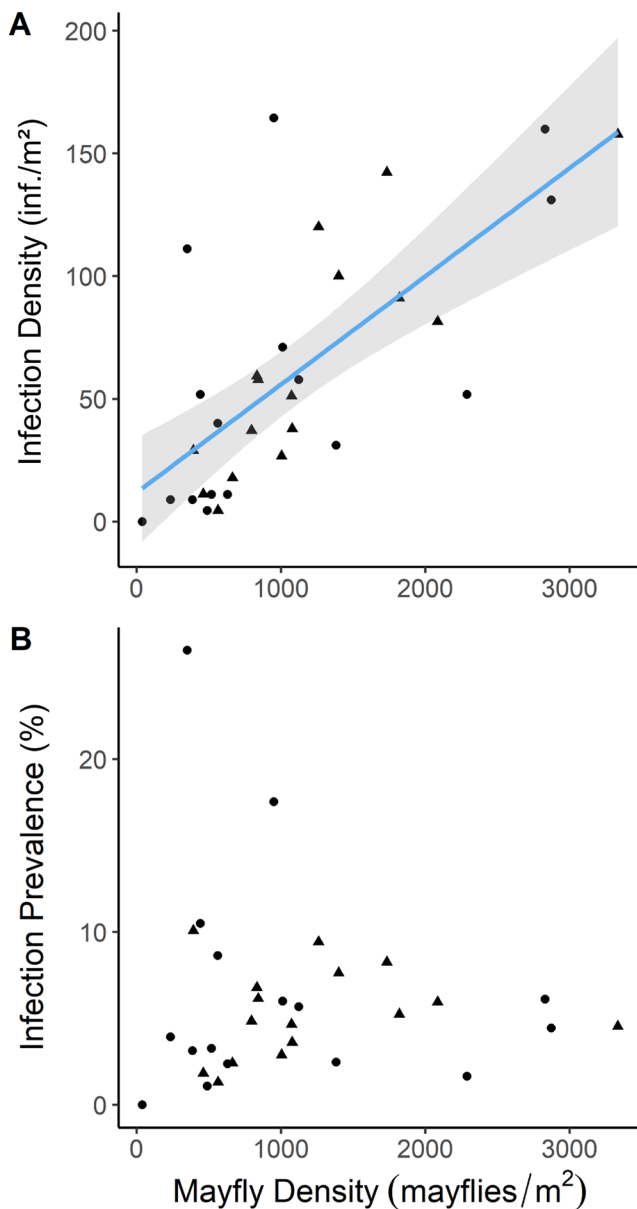 A
Infection Density (inf./m²)
200
150
100
50
0
0 1000 2000 3000
B
Infection Prevalence (%)
20
10
0
0 1000 2000 3000
Mayfly Density (mayflies/m²)